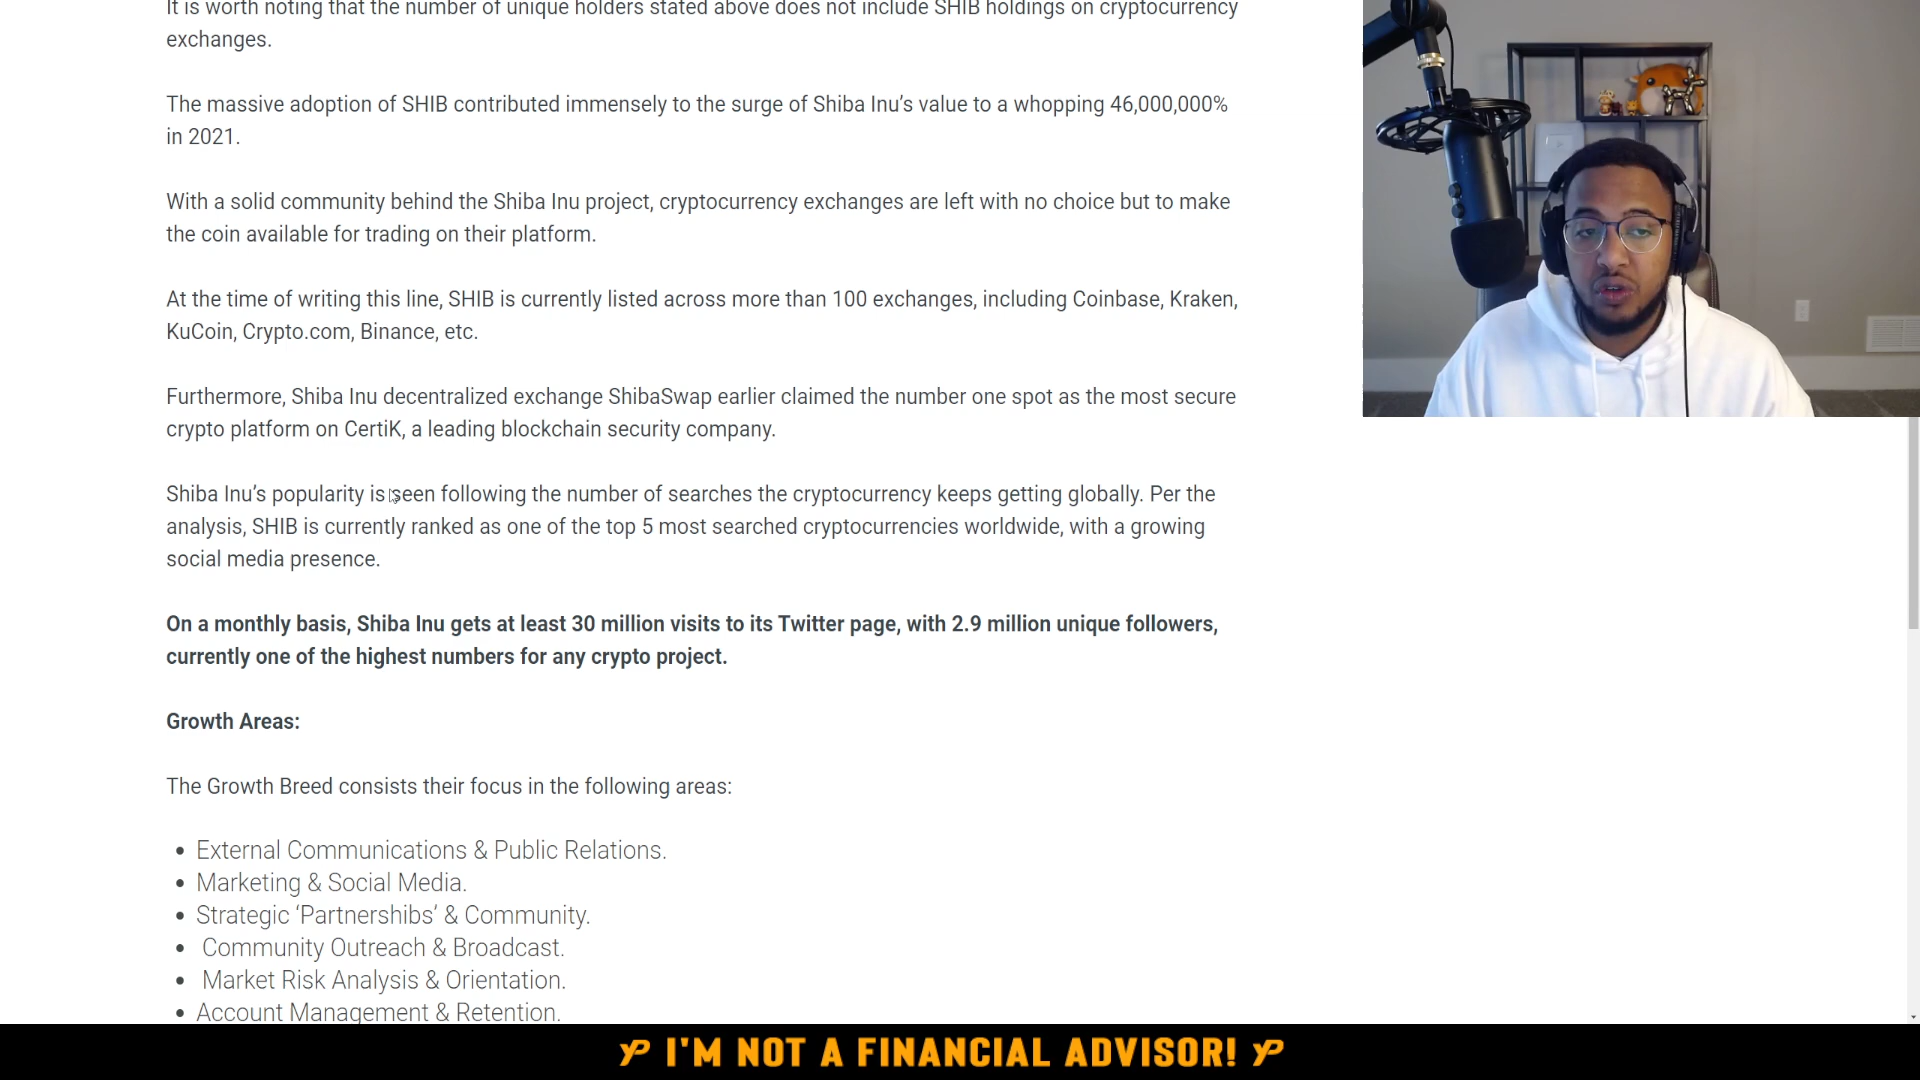 It is worth noting that the number of unique holders stated above does not include SHIB holdings on cryptocurrency
exchanges.
The massive adoption of SHIB contributed immensely to the surge of Shiba Inu’s value to a whopping 46,000,000%
in 2021.
With a solid community behind the Shiba Inu project, cryptocurrency exchanges are left with no choice but to make
the coin available for trading on their platform.
At the time of writing this line, SHIB is currently listed across more than 100 exchanges, including Coinbase, Kraken,
KuCoin, Crypto.com, Binance, etc.
Furthermore, Shiba Inu decentralized exchange ShibaSwap earlier claimed the number one spot as the most secure
crypto platform on CertiK, a leading blockchain security company.
Shiba Inu’s popularity is seen following the number of searches the cryptocurrency keeps getting globally. Per the
analysis, SHIB is currently ranked as one of the top 5 most searched cryptocurrencies worldwide, with a growing
social media presence.
On a monthly basis, Shiba Inu gets at least 30 million visits to its Twitter page, with 2.9 million unique followers,
currently one of the highest numbers for any crypto project.
Growth Areas:
The Growth Breed consists their focus in the following areas:
• External Communications & Public Relations.
• Marketing & Social Media.
• Strategic ‘Partnershibs’ & Community.
• Community Outreach & Broadcast.
• Market Risk Analysis & Orientation.
• Account Management & Retention.
YP I'M NOT A FINANCIAL ADVISOR! YP